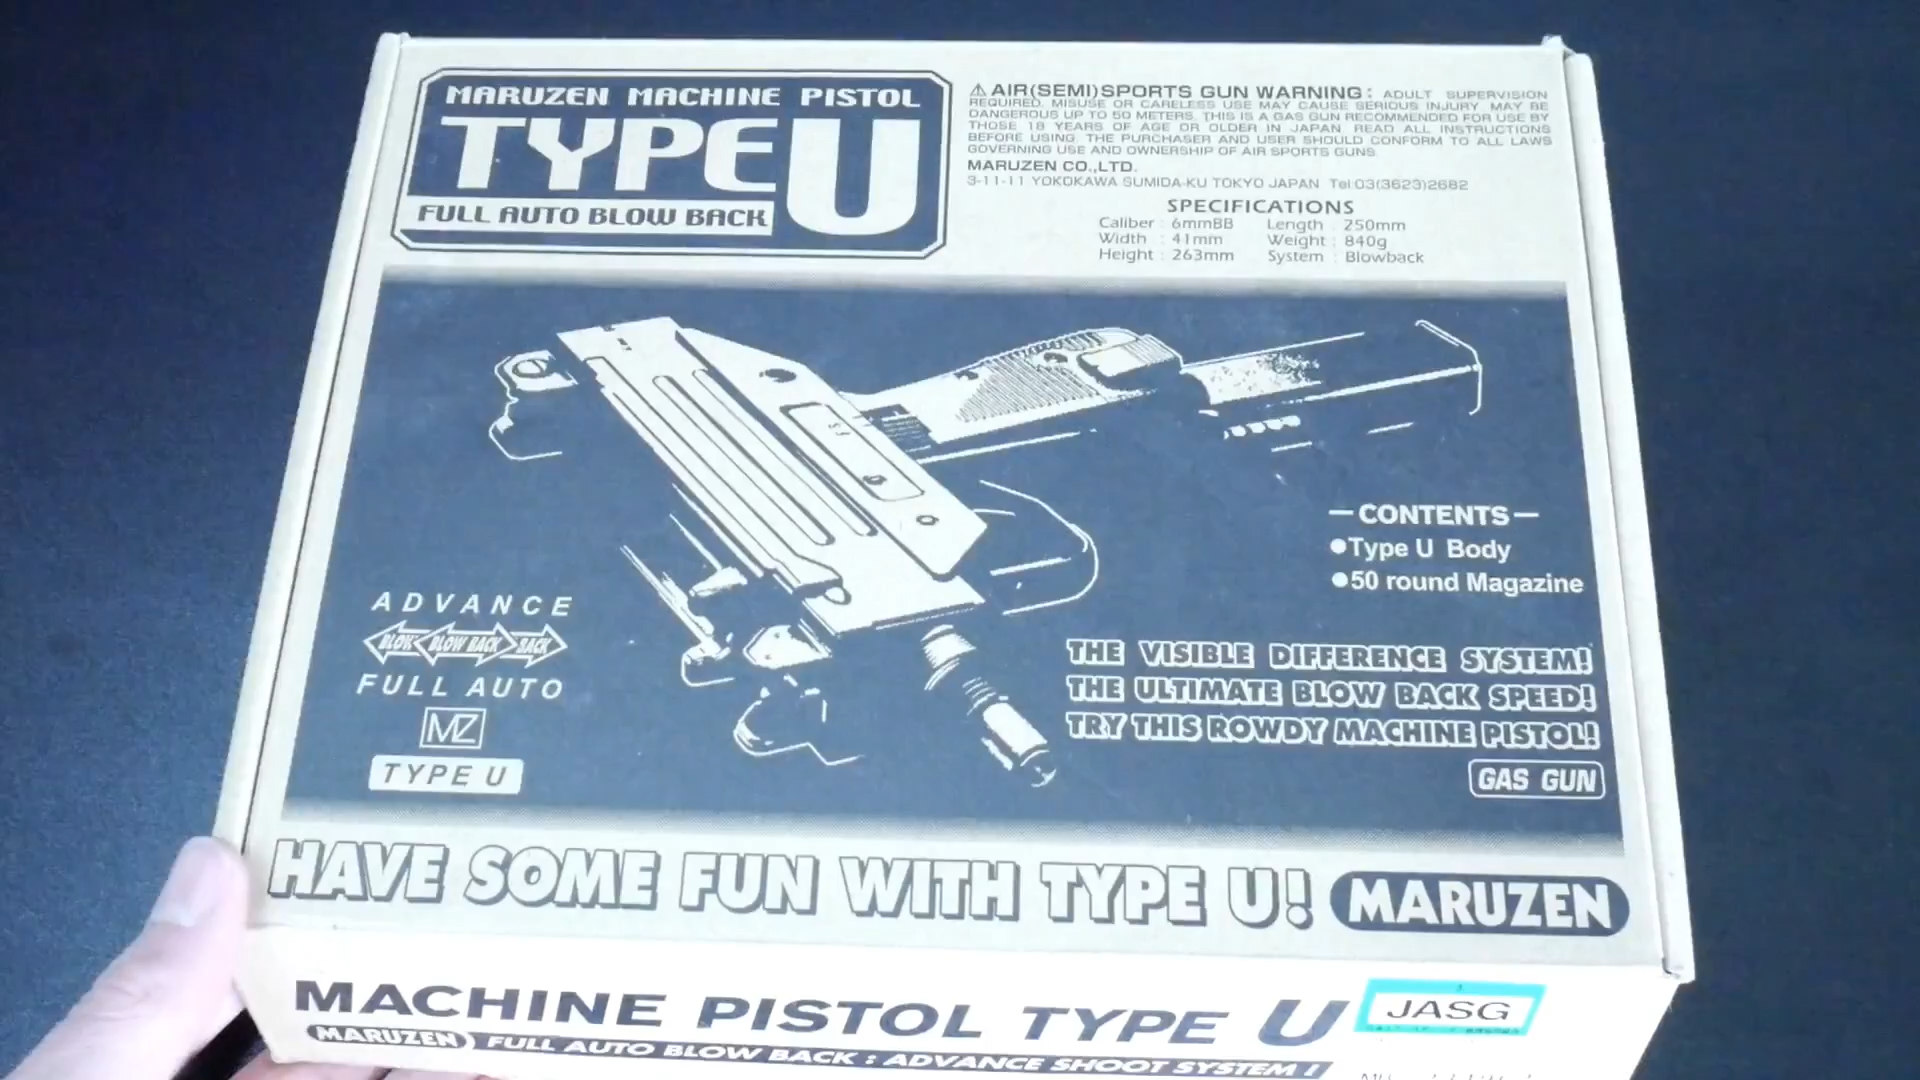 MARUZEN MACHINE PISTOL
TYPE U
FULL AUTO BLOW BACK
⚠AIR(SEMI)SPORTS GUN WARNING: ADULT SUPERVISION
REQUIRED. MISUSE OR CARELESS USE MAY CAUSE SERIOUS INJURY. MAY BE
DANGEROUS UP TO 50 METERS. THIS IS A GAS GUN RECOMMENDED FOR USE BY
THOSE 18 YEARS OF AGE OR OLDER IN JAPAN. READ ALL INSTRUCTIONS
BEFORE USING. THE PURCHASER AND USER SHOULD CONFORM TO ALL LAWS
GOVERNING USE AND OWNERSHIP OF AIR SPORTS GUNS.
MARUZEN CO.,LTD.
3-11-11 YOKOKAWA SUMIDA-KU TOKYO JAPAN Tel:03(3623)2682
SPECIFICATIONS
Caliber : 6mmBB Length : 250mm
Width : 41mm Weight : 840g
Height : 263mm System : Blowback
—CONTENTS—
●Type U Body
●50 round Magazine
ADVANCE
BLOW BLOW BACK BACK
FULL AUTO
MZ
TYPE U
THE VISIBLE DIFFERENCE SYSTEM!
THE ULTIMATE BLOW BACK SPEED!
TRY THIS ROWDY MACHINE PISTOL!
GAS GUN
HAVE SOME FUN WITH TYPE U! MARUZEN
MACHINE PISTOL TYPE U
JASG
MARUZEN FULL AUTO BLOW BACK : ADVANCE SHOOT SYSTEM I